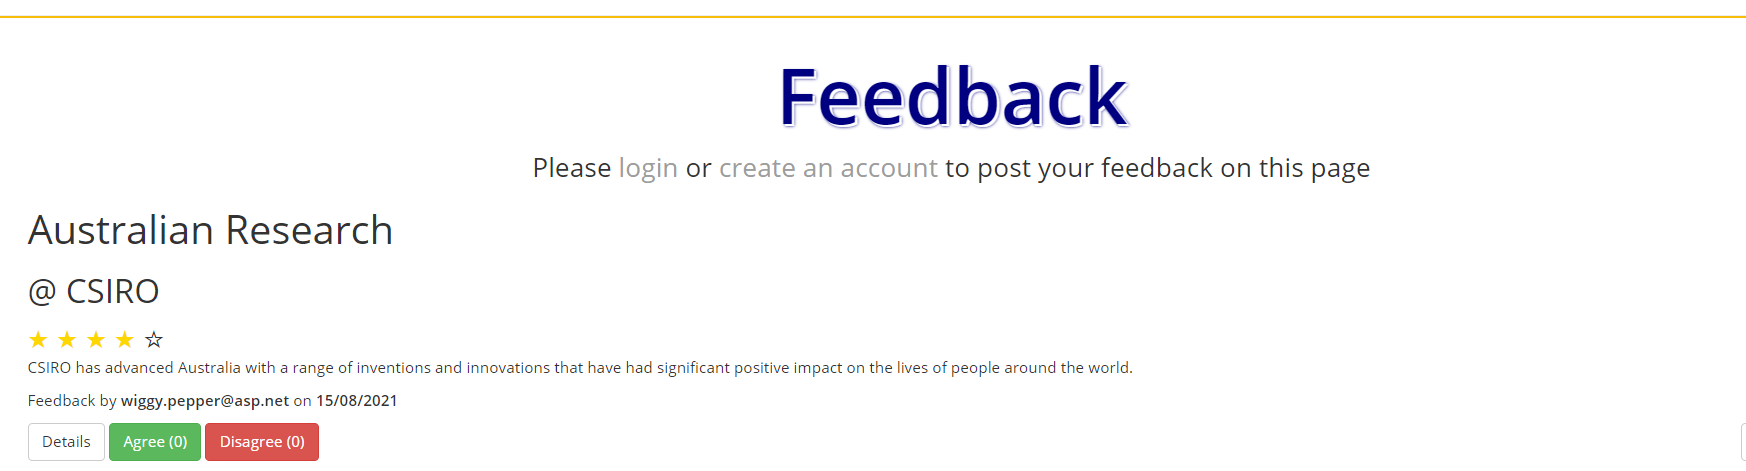 Feedback
Please login or create an account to post your feedback on this page
Australian Research
@ CSIRO
★ ★ ★ ★ ☆
CSIRO has advanced Australia with a range of inventions and innovations that have had significant positive impact on the lives of people around the world.
Feedback by wiggy.pepper@asp.net on 15/08/2021
Details Agree (0) Disagree (0)